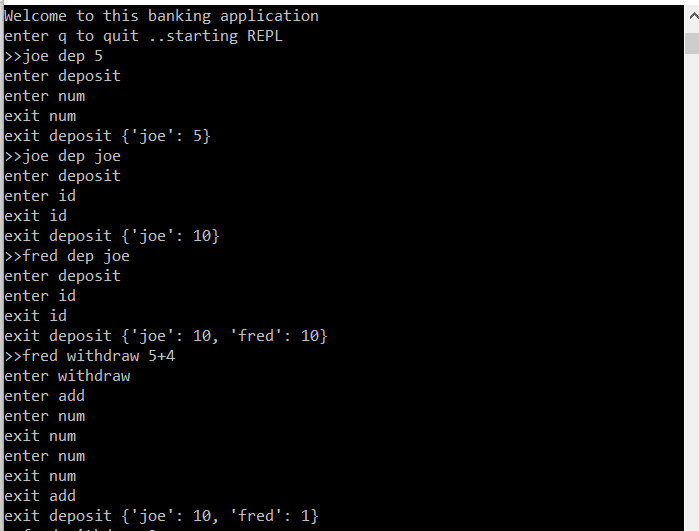 Welcome to this banking application
enter q to quit ..starting REPL
>>joe dep 5
enter deposit
enter num
exit num
exit deposit {'joe': 5}
>>joe dep joe
enter deposit
enter id
exit id
exit deposit {'joe': 10}
>>fred dep joe
enter deposit
enter id
exit id
exit deposit {'joe': 10, 'fred': 10}
>>fred withdraw 5+4
enter withdraw
enter add
enter num
exit num
enter num
exit num
exit add
exit deposit {'joe': 10, 'fred': 1}